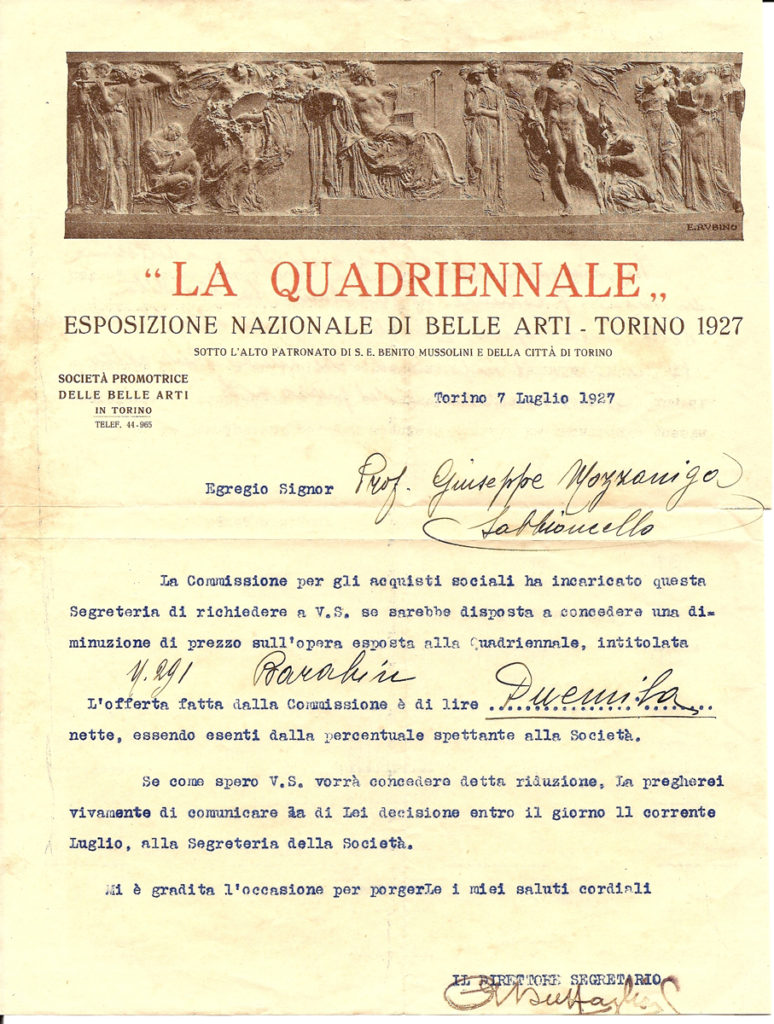 E. RVBINO
“LA QUADRIENNALE„
ESPOSIZIONE NAZIONALE DI BELLE ARTI - TORINO 1927
SOTTO L'ALTO PATRONATO DI S. E. BENITO MUSSOLINI E DELLA CITTÀ DI TORINO
SOCIETÀ PROMOTRICE
DELLE BELLE ARTI
IN TORINO
TELEF. 44-965
Torino 7 Luglio 1927
Egregio Signor Prof. Giuseppe Mozzaniga
Sabbioncello
La Commissione per gli acquisti sociali ha incaricato questa
Segreteria di richiedere a V.S. se sarebbe disposta a concedere una di-
minuzione di prezzo sull'opera esposta alla Quadriennale, intitolata
N. 291 Barabin
L'offerta fatta dalla Commissione è di lire Duemila
nette, essendo esenti dalla percentuale spettante alla Società.
Se come spero V.S. vorrà concedere detta riduzione, La pregherei
vivamente di comunicare la di Lei decisione entro il giorno 11 corrente
Luglio, alla Segreteria della Società.
Mi è gradita l'occasione per porgerLe i miei saluti cordiali
IL DIRETTORE SEGRETARIO